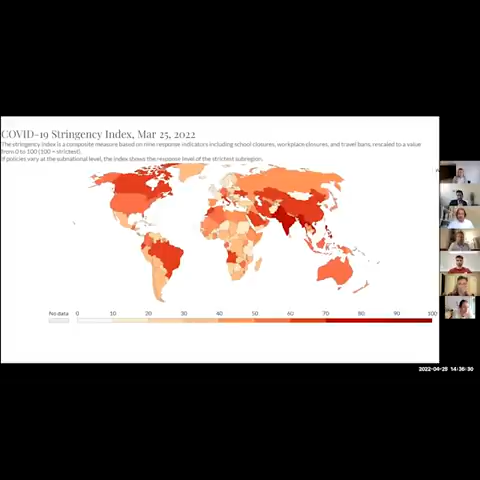 COVID-19 Stringency Index, Mar 25, 2022
The stringency index is a composite measure based on nine response indicators including school closures, workplace closures, and travel bans, rescaled to a value
from 0 to 100 (100 = strictest).
If policies vary at the subnational level, the index shows the response level of the strictest subregion.
No data 0 10 20 30 40 50 60 70 80 90 100
2022-04-25 14:36:30